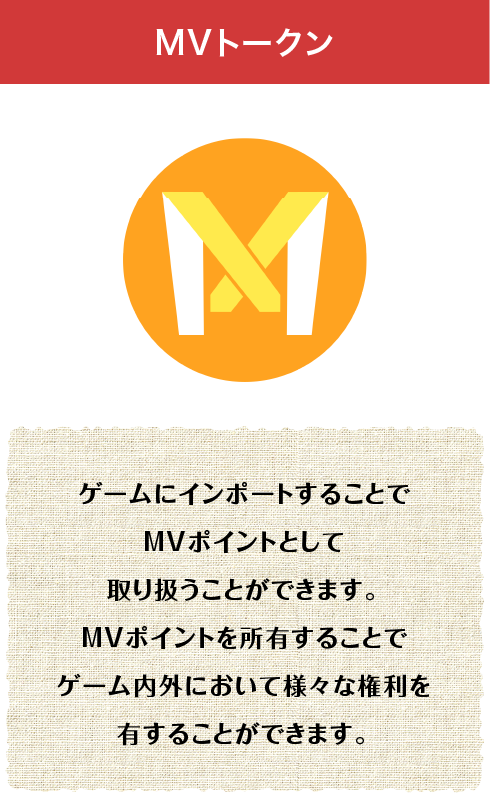 MVトークン
ゲームにインポートすることで
MVポイントとして
取り扱うことができます。
MVポイントを所有することで
ゲーム内外において様々な権利を
有することができます。